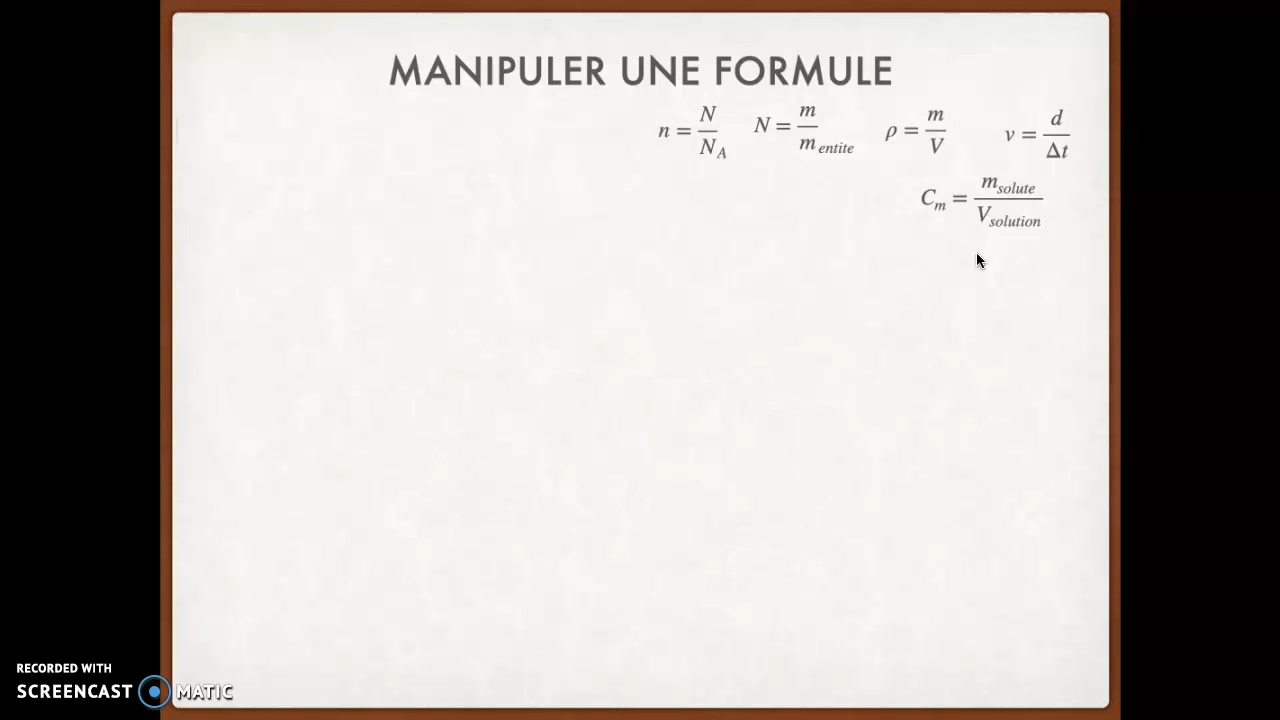 MANIPULER UNE FORMULE
n = N/N_A N = m/m_entite ρ = m/V v = d/Δt
C_m = m_solute/V_solution
RECORDED WITH
SCREENCAST MATIC